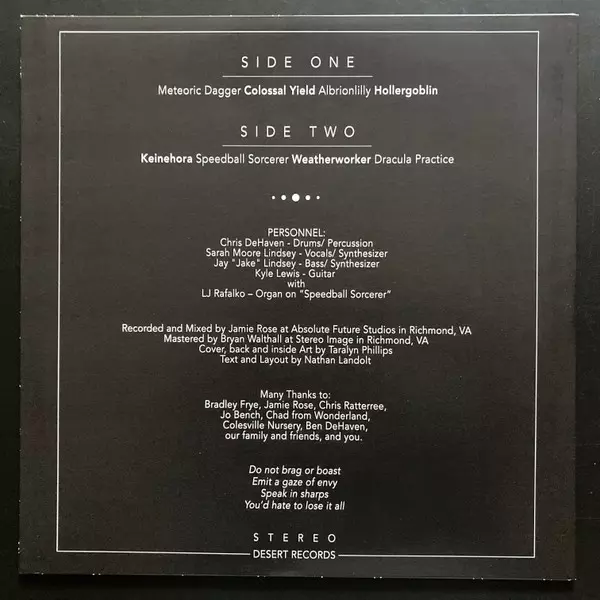 SIDE ONE
Meteoric Dagger Colossal Yield Albrionlilly Hollergoblin
SIDE TWO
Keinehora Speedball Sorcerer Weatherworker Dracula Practice
PERSONNEL:
Chris DeHaven - Drums/ Percussion
Sarah Moore Lindsey - Vocals/ Synthesizer
Jay "Jake" Lindsey - Bass/ Synthesizer
Kyle Lewis - Guitar
with
LJ Rafalko – Organ on “Speedball Sorcerer”
Recorded and Mixed by Jamie Rose at Absolute Future Studios in Richmond, VA
Mastered by Bryan Walthall at Stereo Image in Richmond, VA
Cover, back and inside Art by Taralyn Phillips
Text and Layout by Nathan Landolt
Many Thanks to:
Bradley Frye, Jamie Rose, Chris Ratterree,
Jo Bench, Chad from Wonderland,
Colesville Nursery, Ben DeHaven,
our family and friends, and you.
Do not brag or boast
Emit a gaze of envy
Speak in sharps
You’d hate to lose it all
STEREO
DESERT RECORDS